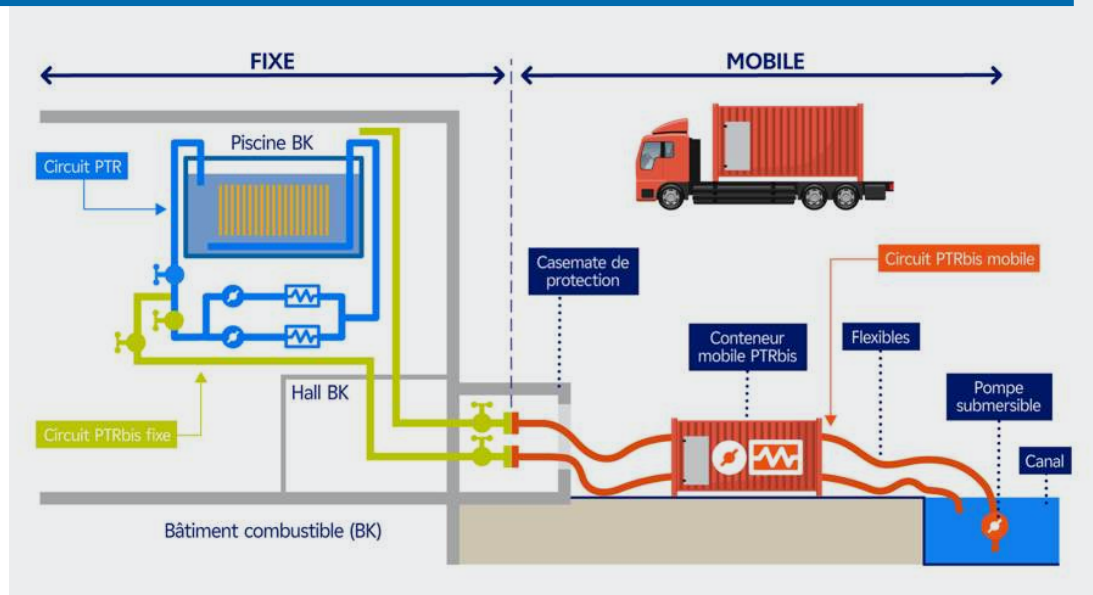 FIXE
MOBILE
Piscine BK
Circuit PTR
Casemate de
protection
Circuit PTRbis mobile
Conteneur
mobile PTRbis
Flexibles
Pompe
submersible
Hall BK
Circuit PTRbis fixe
Canal
Bâtiment combustible (BK)